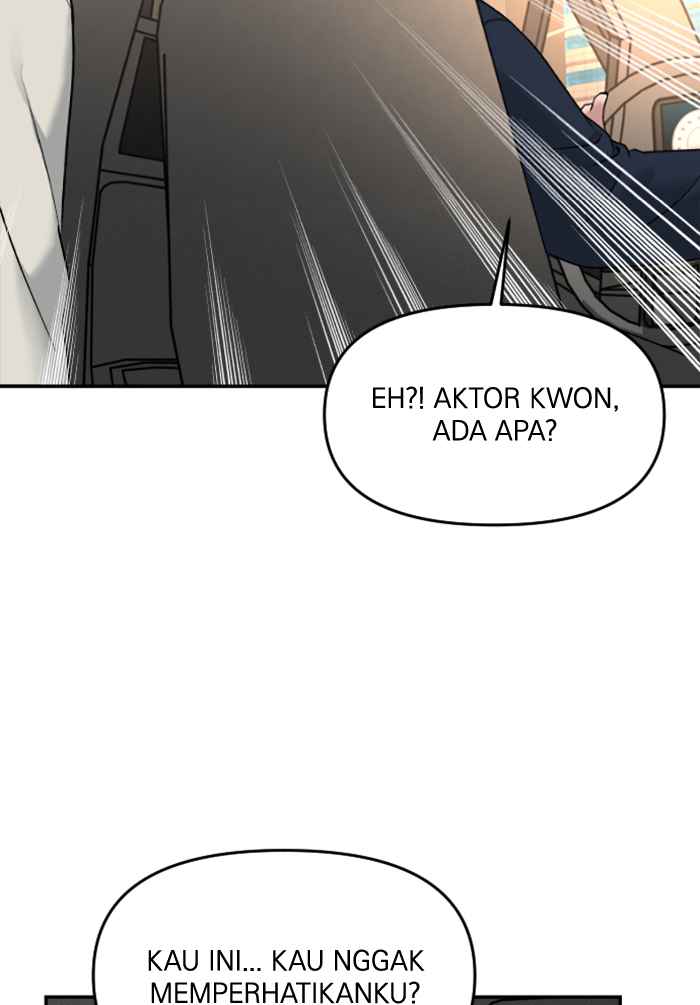 EH?! AKTOR KWON,
ADA APA?
KAU INI... KAU NGGAK
MEMPERHATIKANKU?